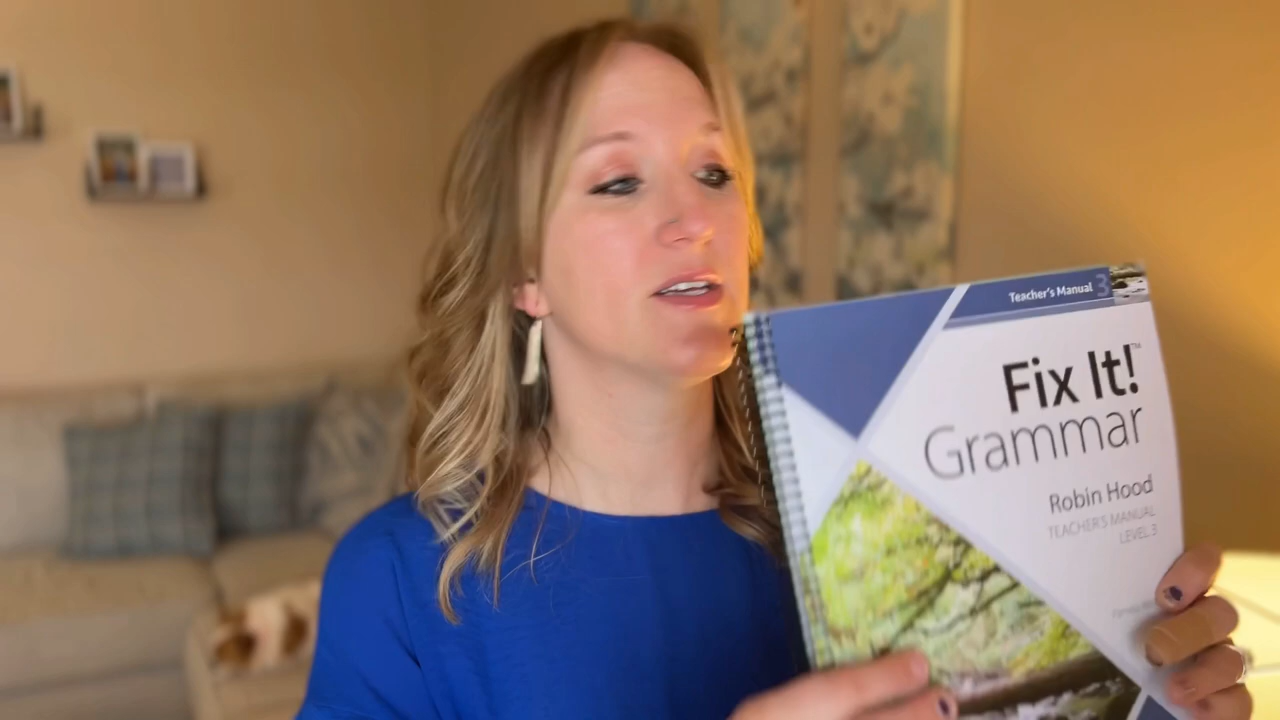 Teacher's Manual 3
Fix It!™
Grammar
Robin Hood
TEACHER'S MANUAL
LEVEL 3